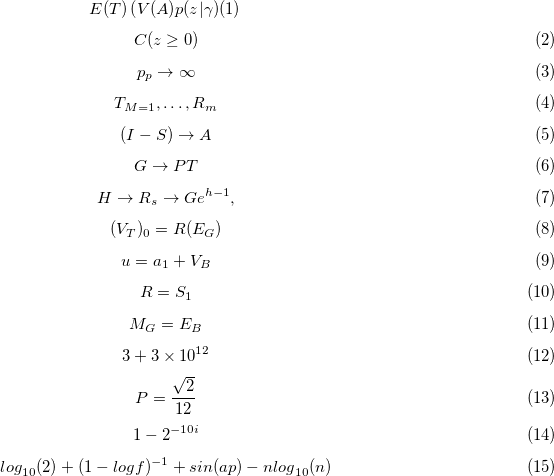 E(T) (V(A)p(z|γ)(1)
C(z ≥ 0) (2)
p_p → ∞ (3)
T_{M=1}, . . . , R_m (4)
(I − S) → A (5)
G → PT (6)
H → R_s → Ge^{h−1}, (7)
(V_T)_0 = R(E_G) (8)
u = a_1 + V_B (9)
R = S_1 (10)
M_G = E_B (11)
3 + 3 × 10^{12} (12)
P = \frac{\sqrt{2}}{12} (13)
1 − 2^{−10i} (14)
log_{10}(2) + (1 − logf)^{−1} + sin(ap) − nlog_{10}(n) (15)